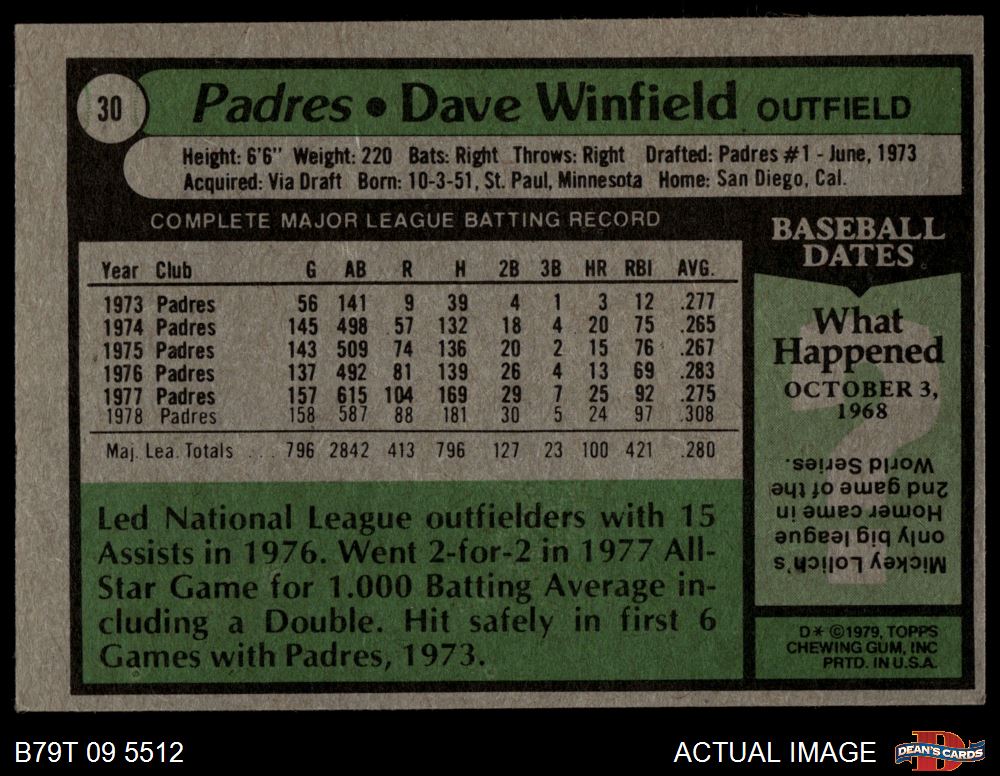 30
Padres • Dave Winfield OUTFIELD
Height: 6'6" Weight: 220 Bats: Right Throws: Right Drafted: Padres #1 - June, 1973
Acquired: Via Draft Born: 10-3-51, St. Paul, Minnesota Home: San Diego, Cal.
COMPLETE MAJOR LEAGUE BATTING RECORD
Year Club G AB R H 2B 3B HR RBI AVG.
1973 Padres 56 141 9 39 4 1 3 12 .277
1974 Padres 145 498 57 132 18 4 20 75 .265
1975 Padres 143 509 74 136 20 2 15 76 .267
1976 Padres 137 492 81 139 26 4 13 69 .283
1977 Padres 157 615 104 169 29 7 25 92 .275
1978 Padres 158 587 88 181 30 5 24 97 .308
Maj. Lea. Totals ... 796 2842 413 796 127 23 100 421 .280
Led National League outfielders with 15
Assists in 1976. Went 2-for-2 in 1977 All-
Star Game for 1.000 Batting Average in-
cluding a Double. Hit safely in first 6
Games with Padres, 1973.
BASEBALL
DATES
What
Happened
OCTOBER 3,
1968
?
Mickey Lolich's
only big league
Homer came in
2nd game of the
World Series.
D* ©1979, TOPPS
CHEWING GUM, INC
PRTD. IN U.S.A.
B79T 09 5512
ACTUAL IMAGE
DEAN'S CARDS